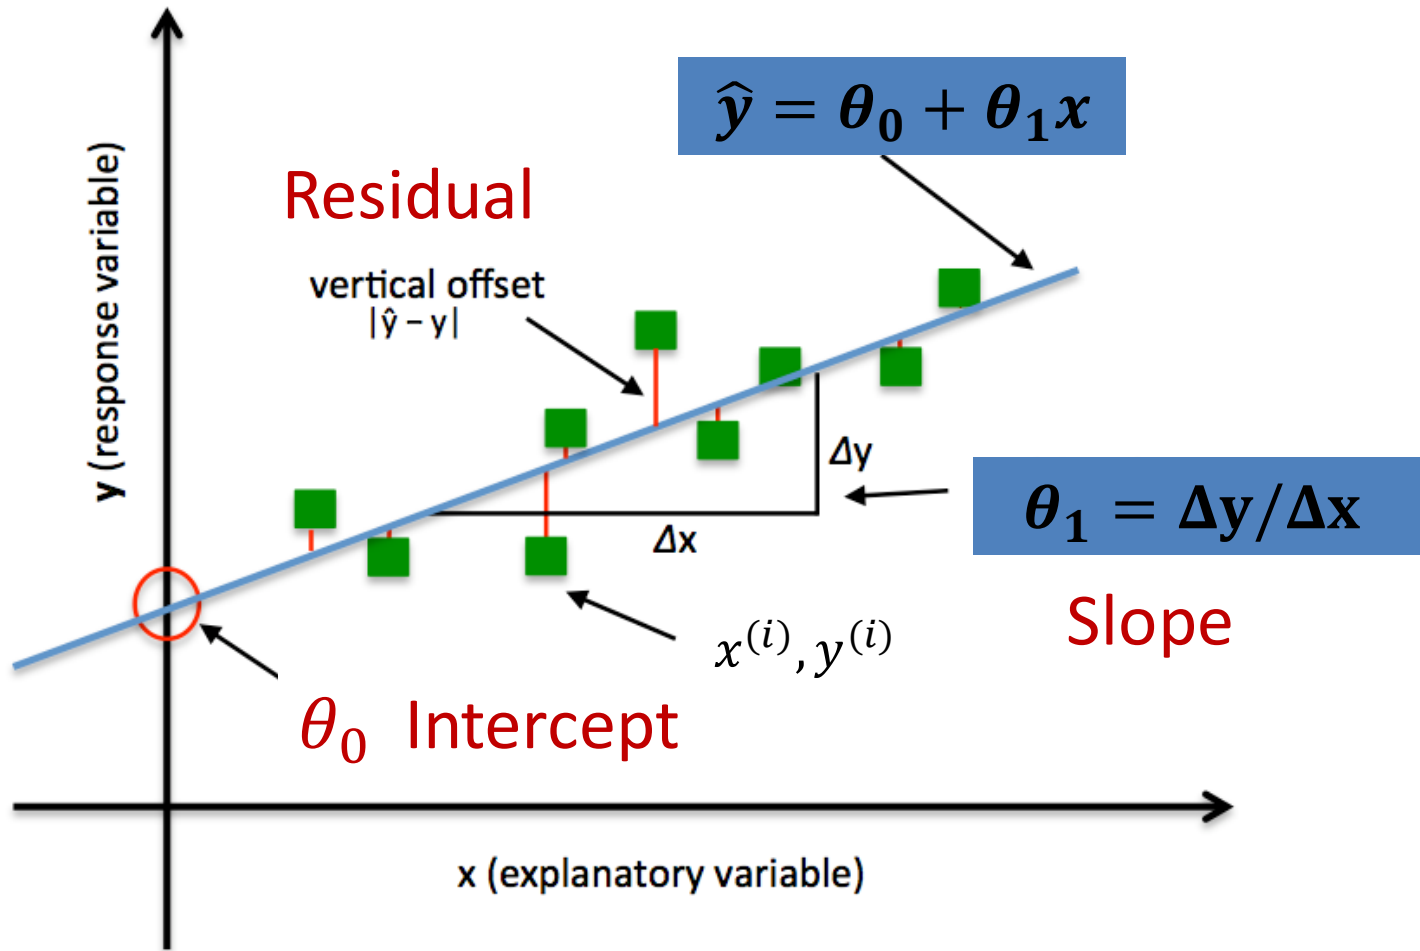 ŷ = θ₀ + θ₁x
Residual
vertical offset
|ŷ – y|
y (response variable)
Δy
θ₁ = Δy/Δx
Δx
Slope
x⁽ⁱ⁾, y⁽ⁱ⁾
θ₀ Intercept
x (explanatory variable)